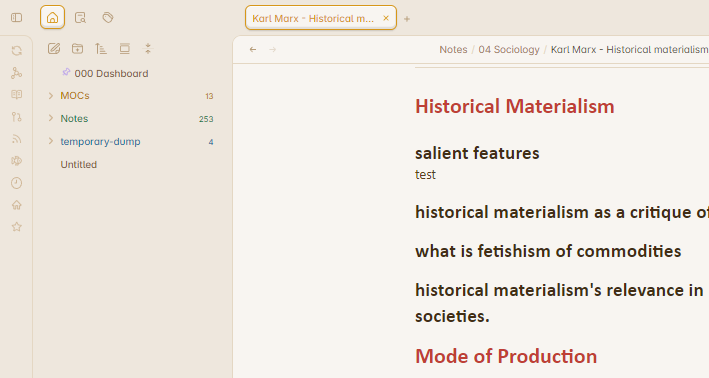 Karl Marx - Historical m...
Notes / 04 Sociology / Karl Marx - Historical materialism
000 Dashboard
MOCs 13
Notes 253
temporary-dump 4
Untitled
Historical Materialism
salient features
test
historical materialism as a critique of
what is fetishism of commodities
historical materialism's relevance in
societies.
Mode of Production